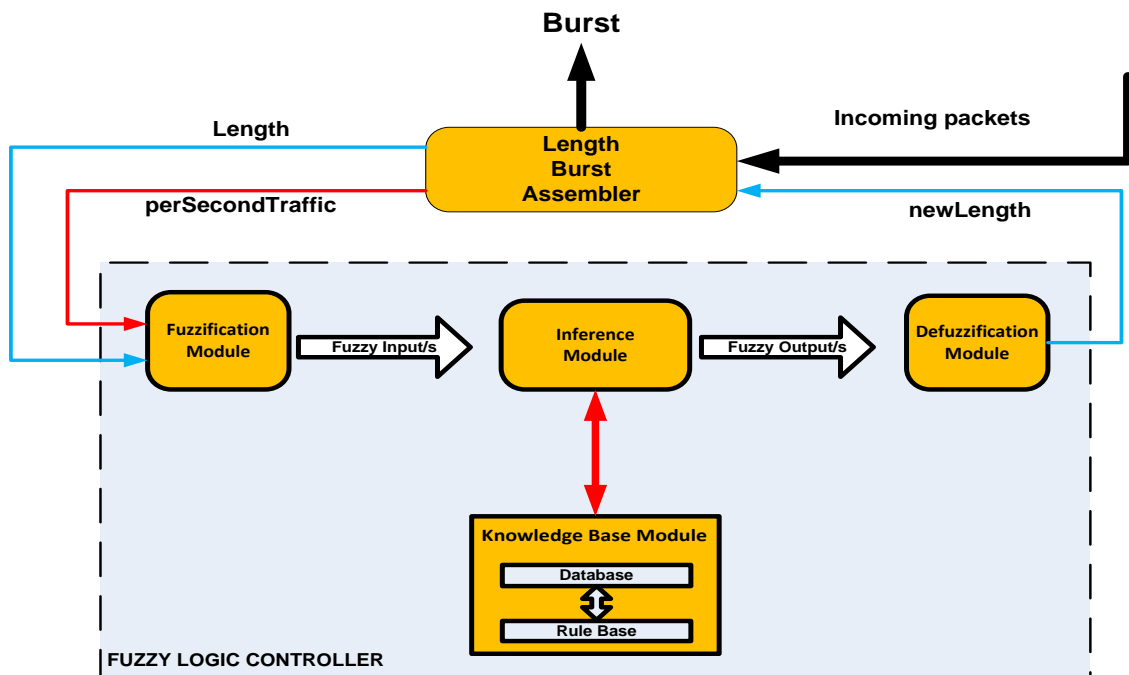 Burst
Length
Incoming packets
Length
Burst
Assembler
perSecondTraffic
newLength
Fuzzification
Module
Fuzzy Input/s
Inference
Module
Fuzzy Output/s
Defuzzification
Module
Knowledge Base Module
Database
Rule Base
FUZZY LOGIC CONTROLLER